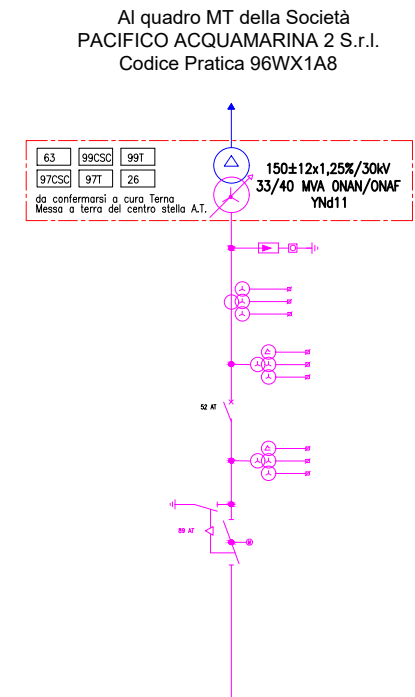 Al quadro MT della Società
PACIFICO ACQUAMARINA 2 S.r.l.
Codice Pratica 96WX1A8
63 99CSC 99T
97CSC 97T 26
da confermarsi a cura Terna
Messa a terra del centro stella A.T.
150±12x1,25%/30kV
33/40 MVA ONAN/ONAF
YNd11
52 AT
89 AT
M